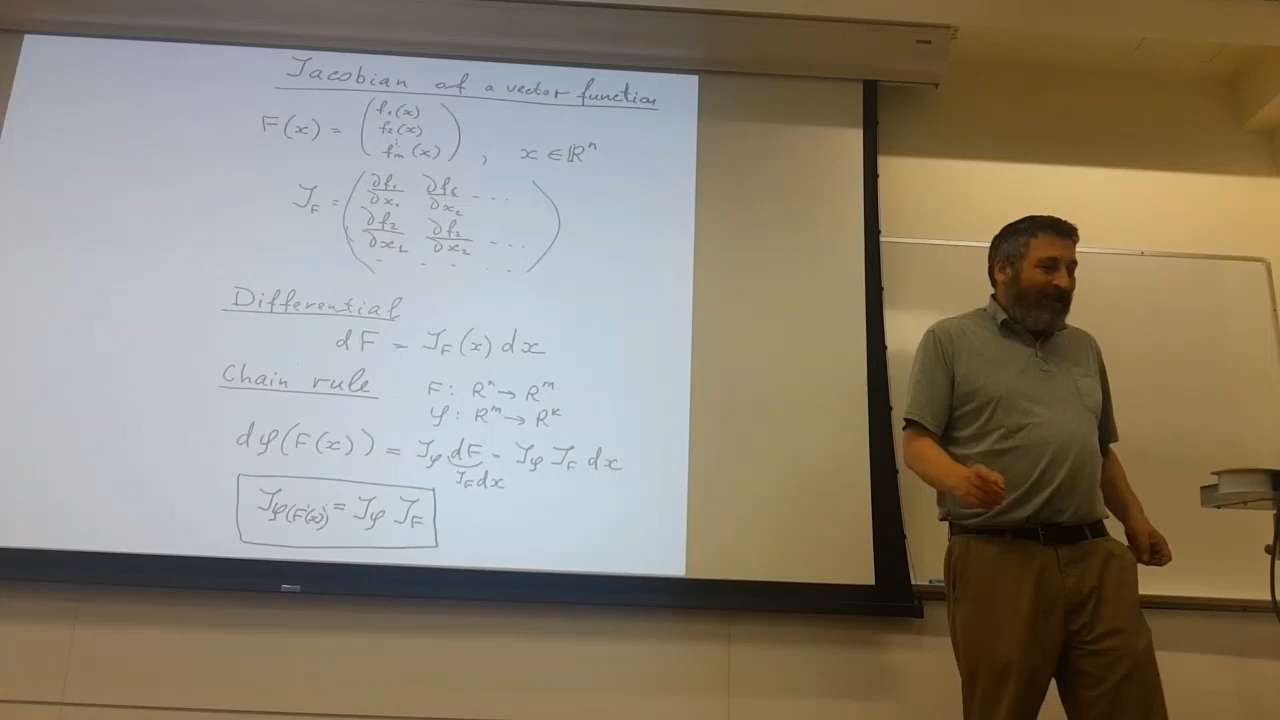 Jacobian of a vector function
F(x) = ( f₁(x)
f₂(x)
⋮
fₘ(x) ) , x ∈ ℝⁿ
J_F = ( ∂f₁/∂x₁ ∂f₁/∂x₂ ...
∂f₂/∂x₁ ∂f₂/∂x₂ ...
. . . . . )
Differential
dF = J_F(x) dx
Chain rule F: Rⁿ → Rᵐ
φ: Rᵐ → Rᴷ
dφ(F(x)) = J_φ dF = J_φ J_F dx
J_F dx
J_φ(F(x)) = J_φ J_F